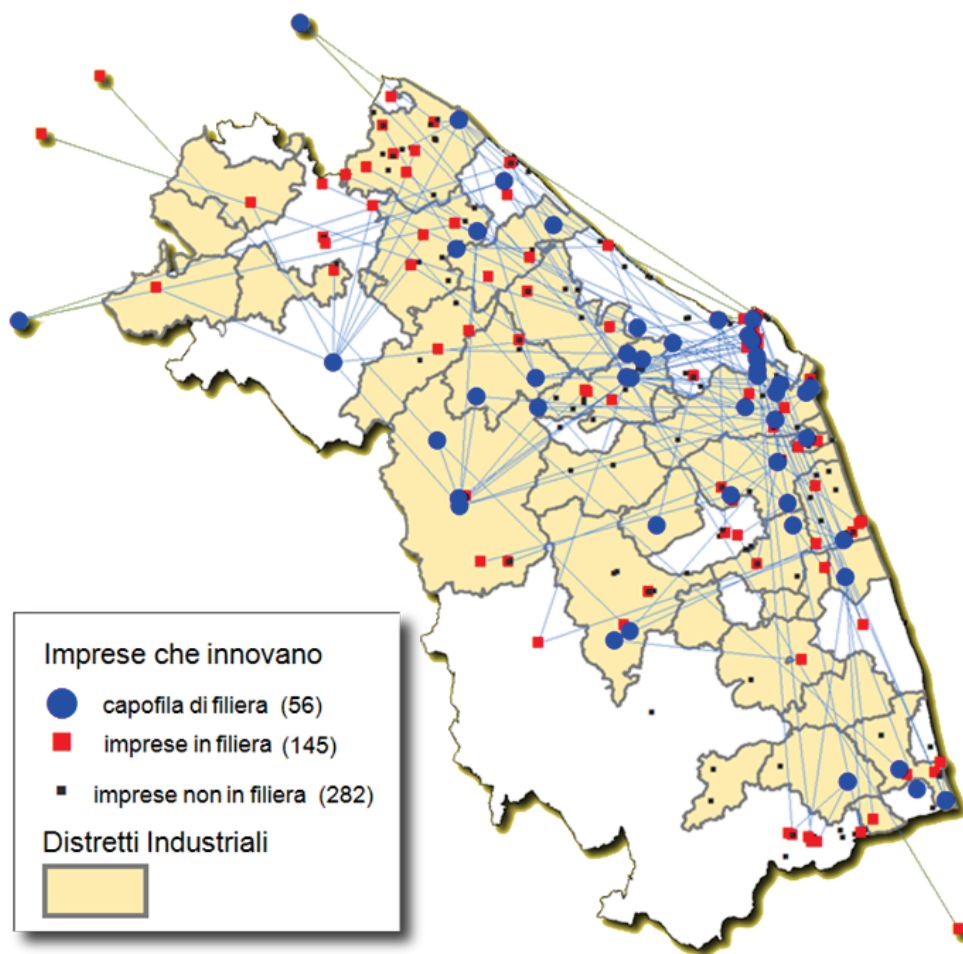 Imprese che innovano
capofila di filiera (56)
imprese in filiera (145)
imprese non in filiera (282)
Distretti Industriali